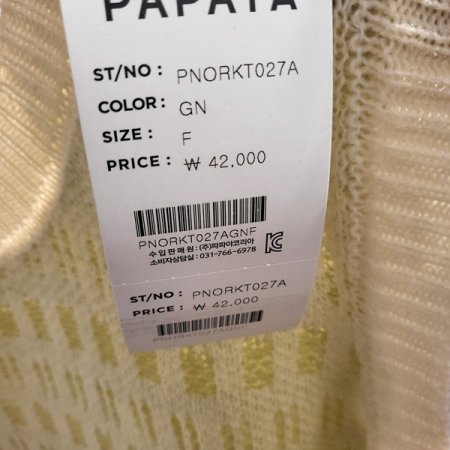 PAPAYA
ST/NO : PNORKT027A
COLOR : GN
SIZE : F
PRICE : ₩ 42,000
PNORKT027AGNF
수 입 판 매 원 : (주)파파야코리아
소비자상담실 : 031-766-6978
ST/NO : PNORKT027A
PRICE : ₩ 42,000
PNORKT027AGNF